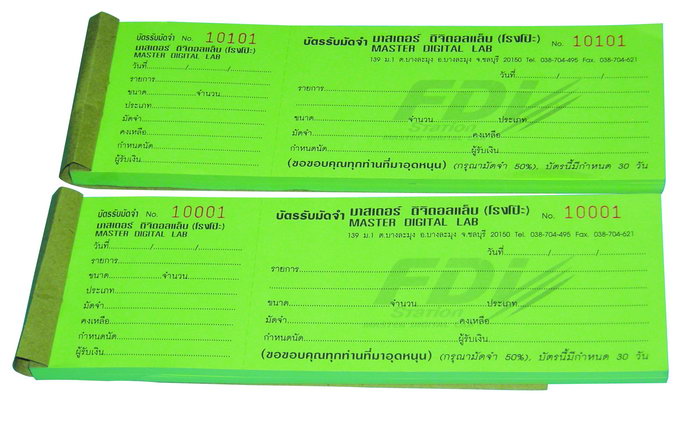 บัตรรับมัดจำ No. 10101
มาสเตอร์ ดิจิตอลแล็บ (โรงโป๊ะ)
MASTER DIGITAL LAB
วันที่............../............../..............
รายการ
ขนาด..............จำนวน..............
ประเภท
มัดจำ
คงเหลือ
กำหนดนัด
ผู้รับเงิน
บัตรรับมัดจำ มาสเตอร์ ดิจิตอลแล็บ (โรงโป๊ะ) No. 10101
MASTER DIGITAL LAB
139 ม.1 ต.บางละมุง อ.บางละมุง จ.ชลบุรี 20150 Tel. 038-704-495 Fax. 038-704-621
วันที่............../............../..............
รายการ
FDI
Station
ขนาด..............จำนวน..............ประเภท..............
มัดจำ..............คงเหลือ..............
กำหนดนัด..............ผู้รับเงิน..............
(ขอขอบคุณทุกท่านที่มาอุดหนุน) (กรุณามัดจำ 50%), บัตรนี้มีกำหนด 30 วัน
บัตรรับมัดจำ No. 10001
มาสเตอร์ ดิจิตอลแล็บ (โรงโป๊ะ)
MASTER DIGITAL LAB
วันที่............../............../..............
รายการ
ขนาด..............จำนวน..............
ประเภท
มัดจำ
คงเหลือ
กำหนดนัด
ผู้รับเงิน
บัตรรับมัดจำ มาสเตอร์ ดิจิตอลแล็บ (โรงโป๊ะ) No. 10001
MASTER DIGITAL LAB
139 ม.1 ต.บางละมุง อ.บางละมุง จ.ชลบุรี 20150 Tel. 038-704-495 Fax. 038-704-621
วันที่............../............../..............
รายการ
FDI
Station
ขนาด..............จำนวน..............ประเภท..............
มัดจำ..............คงเหลือ..............
กำหนดนัด..............ผู้รับเงิน..............
(ขอขอบคุณทุกท่านที่มาอุดหนุน) (กรุณามัดจำ 50%), บัตรนี้มีกำหนด 30 วัน